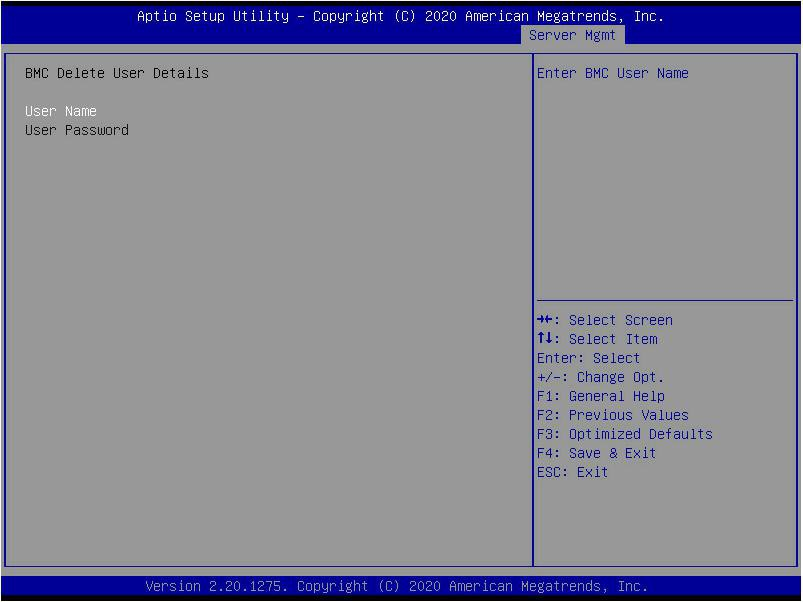 Aptio Setup Utility – Copyright (C) 2020 American Megatrends, Inc.
Server Mgmt
BMC Delete User Details
User Name
User Password
Enter BMC User Name
→←: Select Screen
↑↓: Select Item
Enter: Select
+/-: Change Opt.
F1: General Help
F2: Previous Values
F3: Optimized Defaults
F4: Save & Exit
ESC: Exit
Version 2.20.1275. Copyright (C) 2020 American Megatrends, Inc.